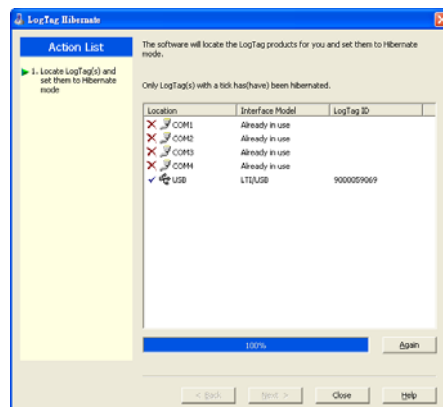 LogTag Hibernate
Action List
1. Locate LogTag(s) and
set them to Hibernate
mode
The software will locate the LogTag products for you and set them to Hibernate
mode.
Only LogTag(s) with a tick has(have) been hibernated.
Location Interface Model LogTag ID
COM1 Already in use
COM2 Already in use
COM3 Already in use
COM4 Already in use
USB LTI/USB 9000059069
100%
Again
< Back Next > Close Help